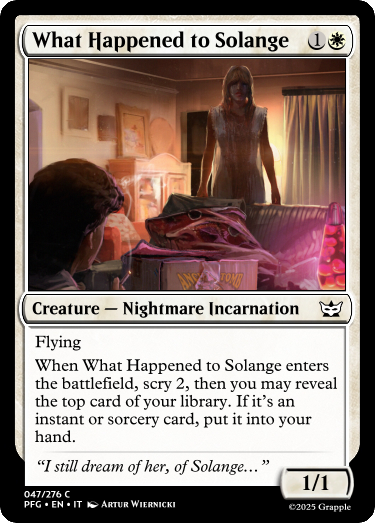 What Happened to Solange 1
Creature — Nightmare Incarnation
Flying
When What Happened to Solange enters
the battlefield, scry 2, then you may reveal
the top card of your library. If it's an
instant or sorcery card, put it into your
hand.
“I still dream of her, of Solange…”
1/1
047/276 C
PFG • EN • IT Artur Wiernicki
©2025 Grapple